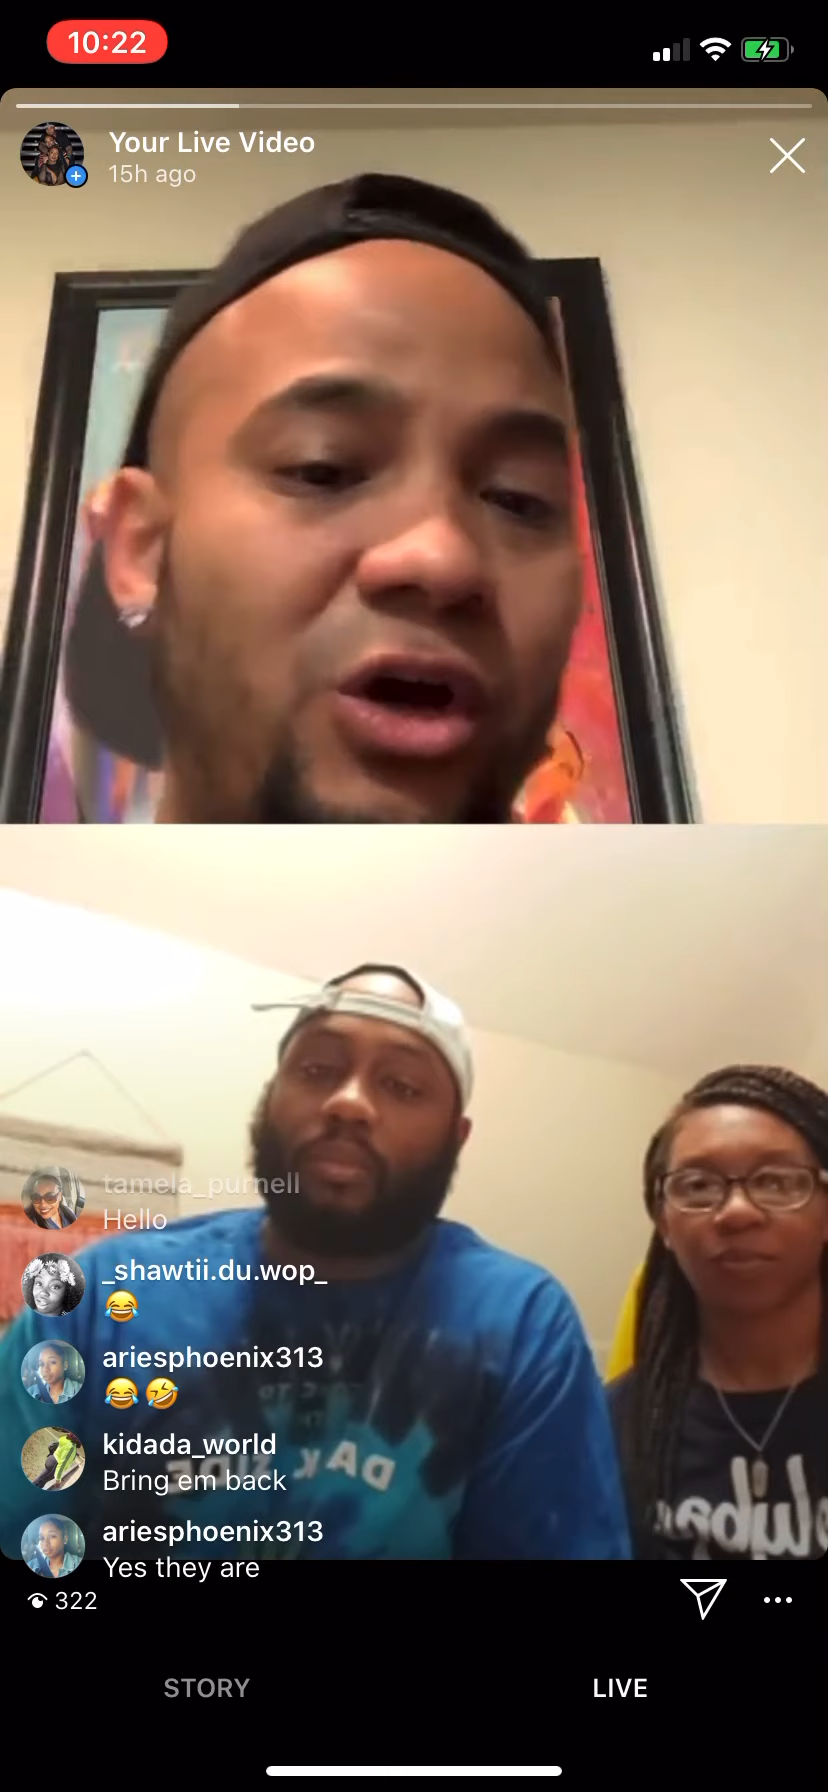 10:22
Your Live Video
15h ago
tamela_purnell
Hello
_shawtii.du.wop_
😂
ariesphoenix313
😂🤣
kidada_world
Bring em back
ariesphoenix313
Yes they are
322
STORY
LIVE